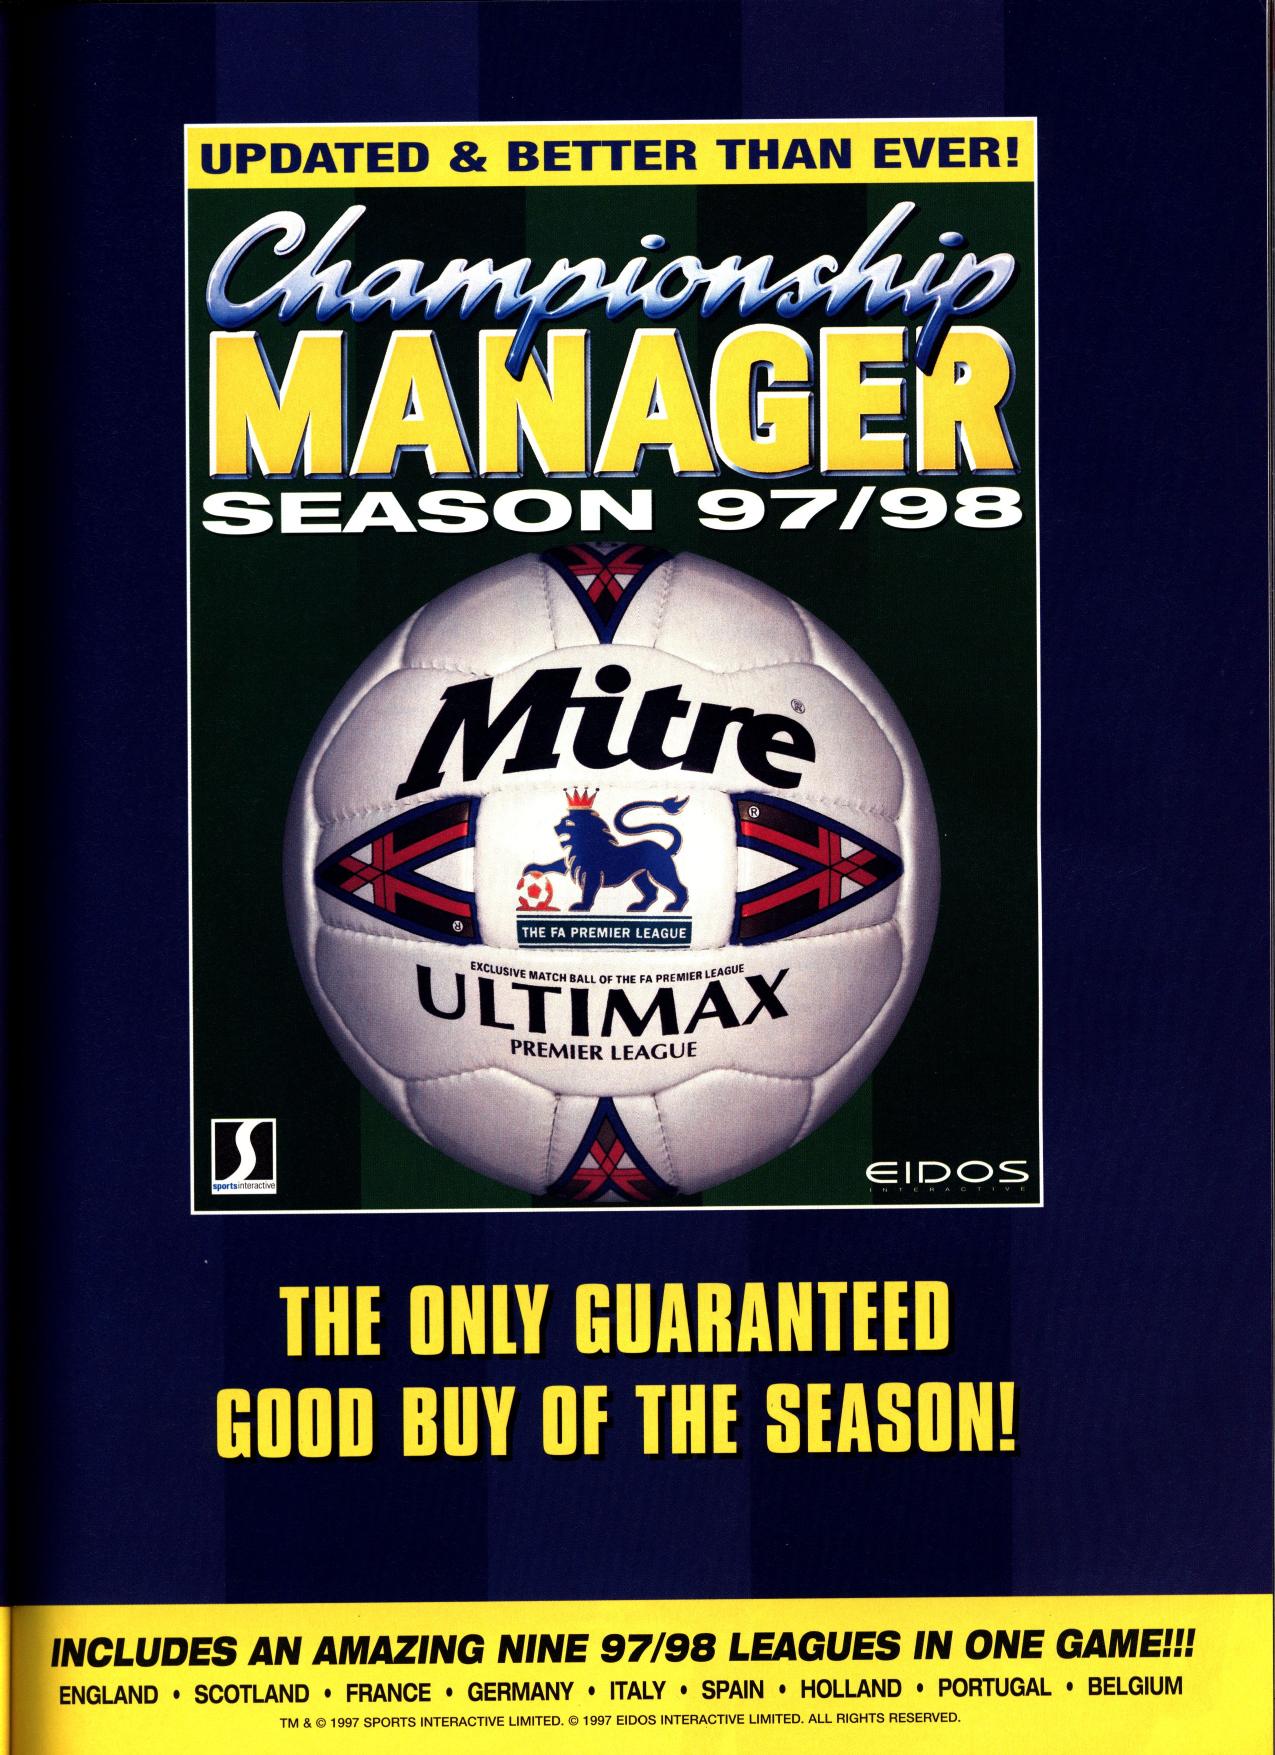 UPDATED & BETTER THAN EVER!
Championship
MANAGER
SEASON 97/98
Mitre®
®
®
THE FA PREMIER LEAGUE
EXCLUSIVE MATCH BALL OF THE FA PREMIER LEAGUE
ULTIMAX
PREMIER LEAGUE
S
sportsinteractive
EIDOS
INTERACTIVE
THE ONLY GUARANTEED
GOOD BUY OF THE SEASON!
INCLUDES AN AMAZING NINE 97/98 LEAGUES IN ONE GAME!!!
ENGLAND • SCOTLAND • FRANCE • GERMANY • ITALY • SPAIN • HOLLAND • PORTUGAL • BELGIUM
TM & © 1997 SPORTS INTERACTIVE LIMITED. © 1997 EIDOS INTERACTIVE LIMITED. ALL RIGHTS RESERVED.